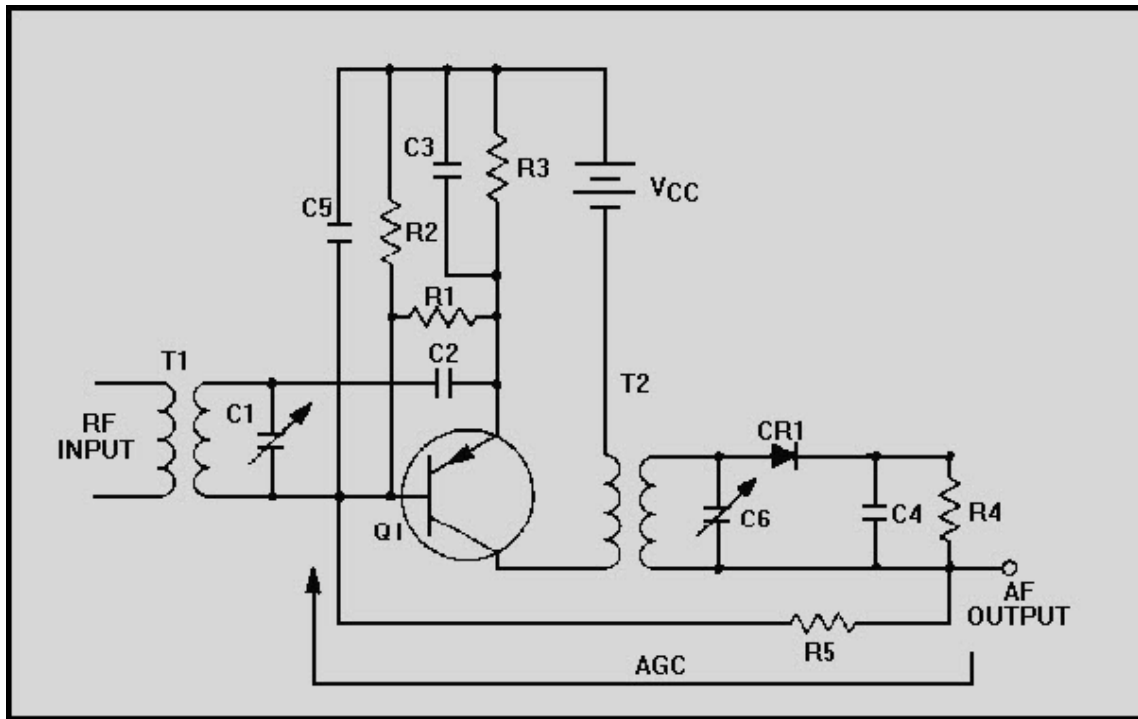 C3
R3
VCC
C5
R2
R1
T1
C2
T2
RF
INPUT
C1
CR1
Q1
C6
C4
R4
AF
OUTPUT
R5
AGC